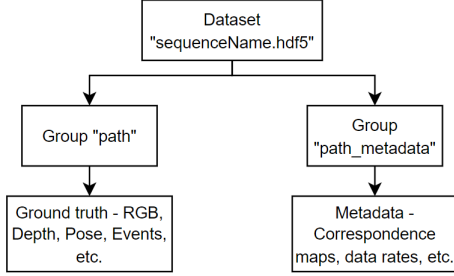 Dataset
"sequenceName.hdf5"
Group "path"
Group
"path_metadata"
Ground truth - RGB,
Depth, Pose, Events,
etc.
Metadata -
Correspondence
maps, data rates, etc.